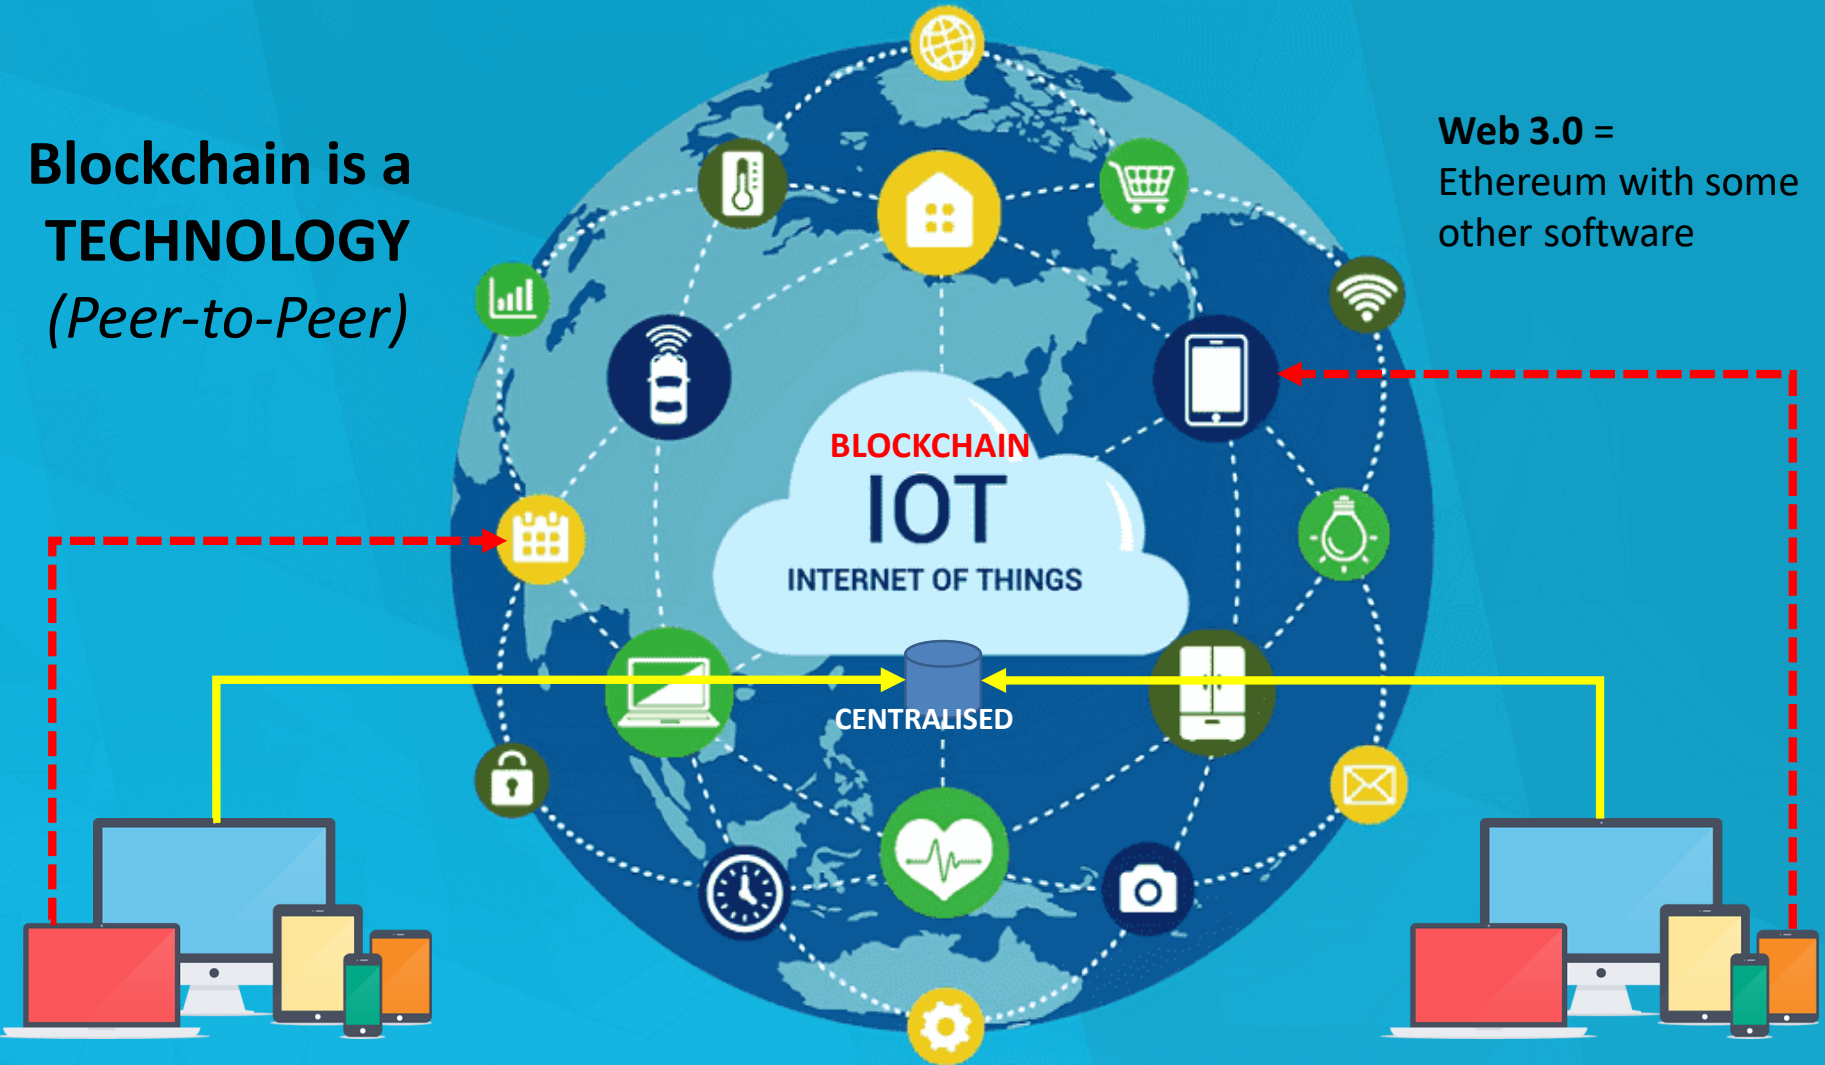 Blockchain is a
TECHNOLOGY
(Peer-to-Peer)
Web 3.0 =
Ethereum with some
other software
BLOCKCHAIN
IOT
INTERNET OF THINGS
CENTRALISED